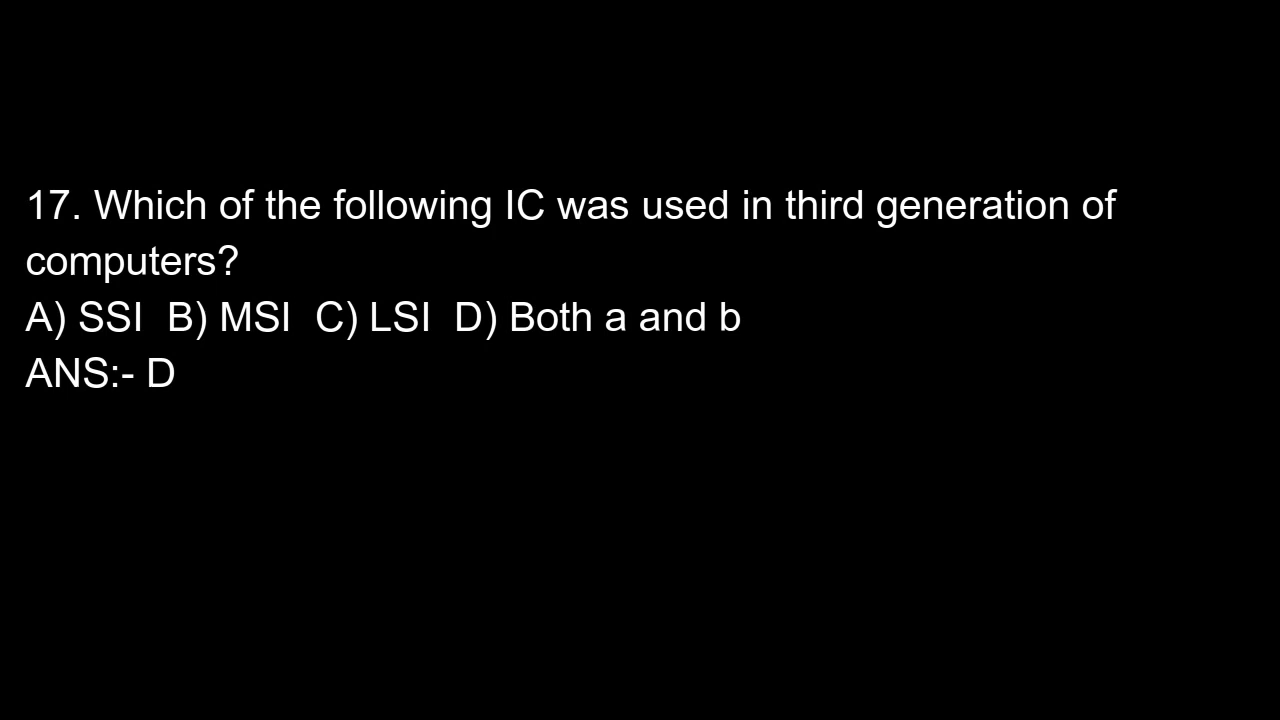 17. Which of the following IC was used in third generation of
computers?
A) SSI  B) MSI  C) LSI  D) Both a and b
ANS:- D